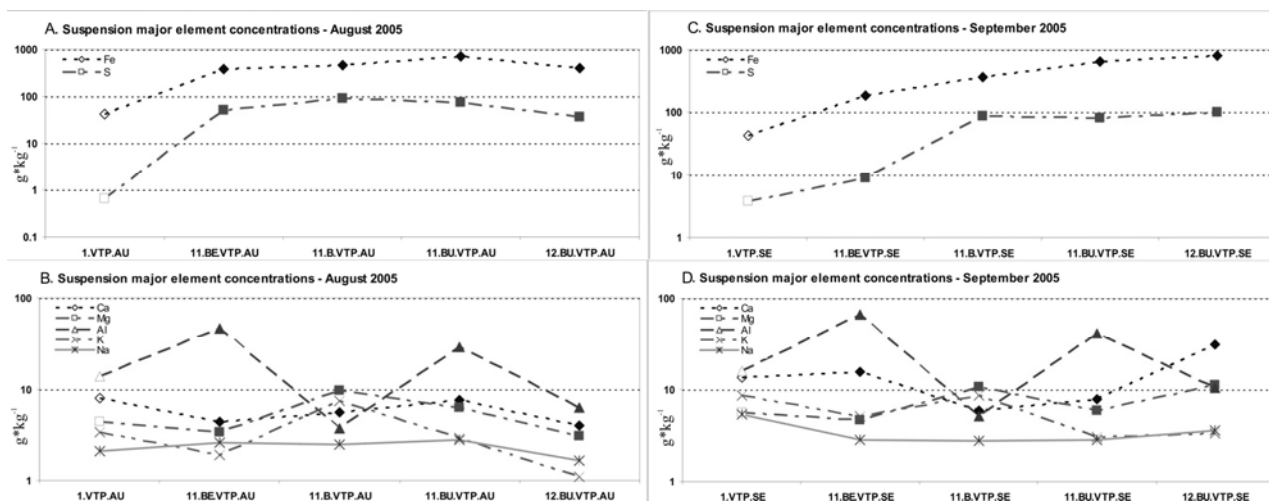 A. Suspension major element concentrations - August 2005
Fe
S
1000
100
10
1
0.1
g*kg-1
1.VTP.AU 11.BE.VTP.AU 11.B.VTP.AU 11.BU.VTP.AU 12.BU.VTP.AU
B. Suspension major element concentrations - August 2005
Ca
Mg
Al
K
Na
100
10
1
g*kg-1
1.VTP.AU 11.BE.VTP.AU 11.B.VTP.AU 11.BU.VTP.AU 12.BU.VTP.AU
C. Suspension major element concentrations - September 2005
Fe
S
1000
100
10
1
g*kg-1
1.VTP.SE 11.BE.VTP.SE 11.B.VTP.SE 11.BU.VTP.SE 12.BU.VTP.SE
D. Suspension major element concentrations - September 2005
Ca
Mg
Al
K
Na
100
10
1
g*kg-1
1.VTP.SE 11.BE.VTP.SE 11.B.VTP.SE 11.BU.VTP.SE 12.BU.VTP.SE